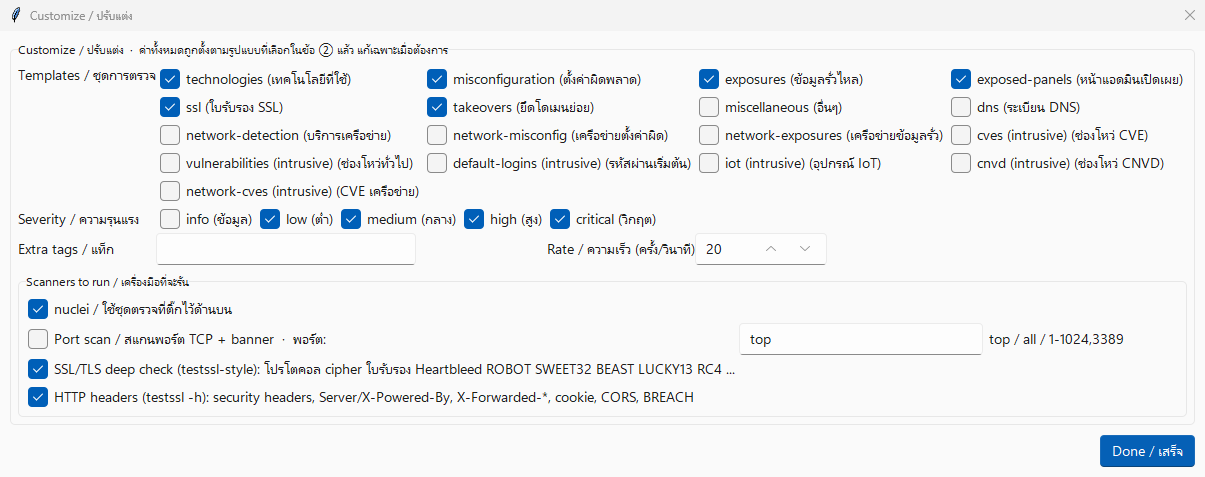 Customize / ปรับแต่ง
Customize / ปรับแต่ง · ค่าทั้งหมดถูกตั้งตามรูปแบบที่เลือกในข้อ ② แล้ว แก้เฉพาะเมื่อต้องการ
Templates / ชุดการตรวจ technologies (เทคโนโลยีที่ใช้) misconfiguration (ตั้งค่าผิดพลาด) exposures (ข้อมูลรั่วไหล) exposed-panels (หน้าแอดมินเปิดเผย)
ssl (ใบรับรอง SSL) takeovers (ยึดโดเมนย่อย) miscellaneous (อื่นๆ) dns (ระเบียน DNS)
network-detection (บริการเครือข่าย) network-misconfig (เครือข่ายตั้งค่าผิด) network-exposures (เครือข่ายข้อมูลรั่ว) cves (intrusive) (ช่องโหว่ CVE)
vulnerabilities (intrusive) (ช่องโหว่ทั่วไป) default-logins (intrusive) (รหัสผ่านเริ่มต้น) iot (intrusive) (อุปกรณ์ IoT) cnvd (intrusive) (ช่องโหว่ CNVD)
network-cves (intrusive) (CVE เครือข่าย)
Severity / ความรุนแรง info (ข้อมูล) low (ต่ำ) medium (กลาง) high (สูง) critical (วิกฤต)
Extra tags / แท็ก Rate / ความเร็ว (ครั้ง/วินาที) 20
Scanners to run / เครื่องมือที่จะรัน
nuclei / ใช้ชุดตรวจที่ติ๊กไว้ด้านบน
Port scan / สแกนพอร์ต TCP + banner · พอร์ต: top top / all / 1-1024,3389
SSL/TLS deep check (testssl-style): โปรโตคอล cipher ใบรับรอง Heartbleed ROBOT SWEET32 BEAST LUCKY13 RC4 ...
HTTP headers (testssl -h): security headers, Server/X-Powered-By, X-Forwarded-*, cookie, CORS, BREACH
Done / เสร็จ